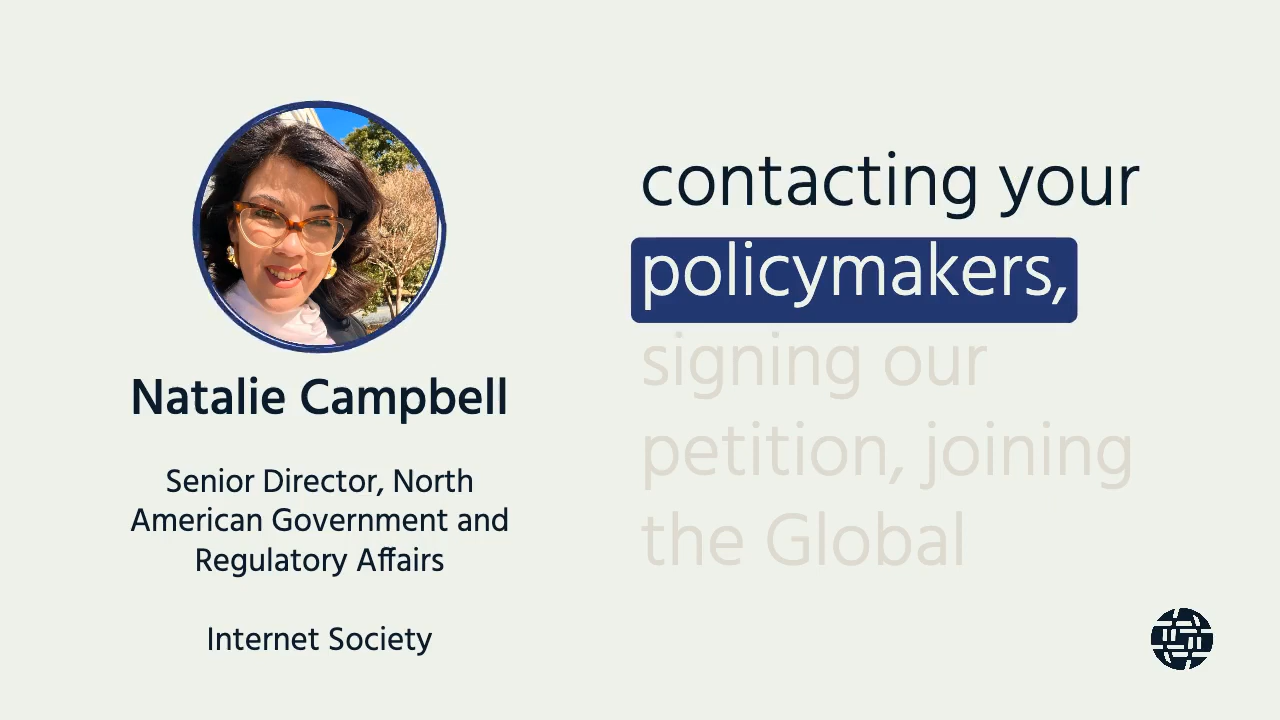 Natalie Campbell
Senior Director, North
American Government and
Regulatory Affairs
Internet Society
contacting your
policymakers,
signing our
petition, joining
the Global